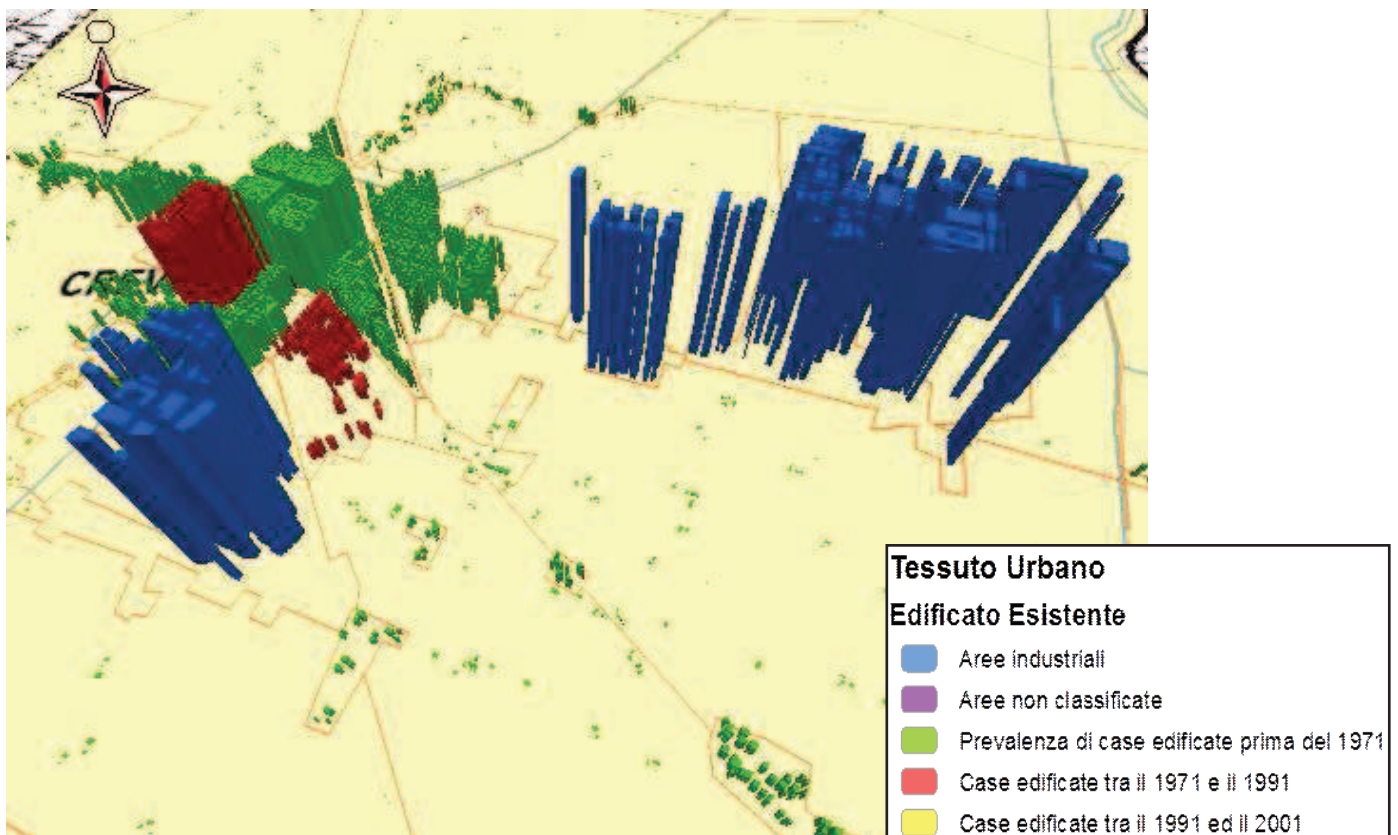 Tessuto Urbano
Edificato Esistente
Aree industriali
Aree non classificate
Prevalenza di case edificate prima del 1971
Case edificate tra il 1971 e il 1991
Case edificate tra il 1991 ed il 2001